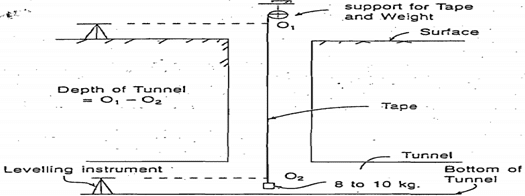 support for Tape
and Weight
O₁
Surface
Depth of Tunnel
= O₁ – O₂
Tape
Tunnel
Levelling instrument
O₂
8 to 10 kg.
Bottom of
Tunnel